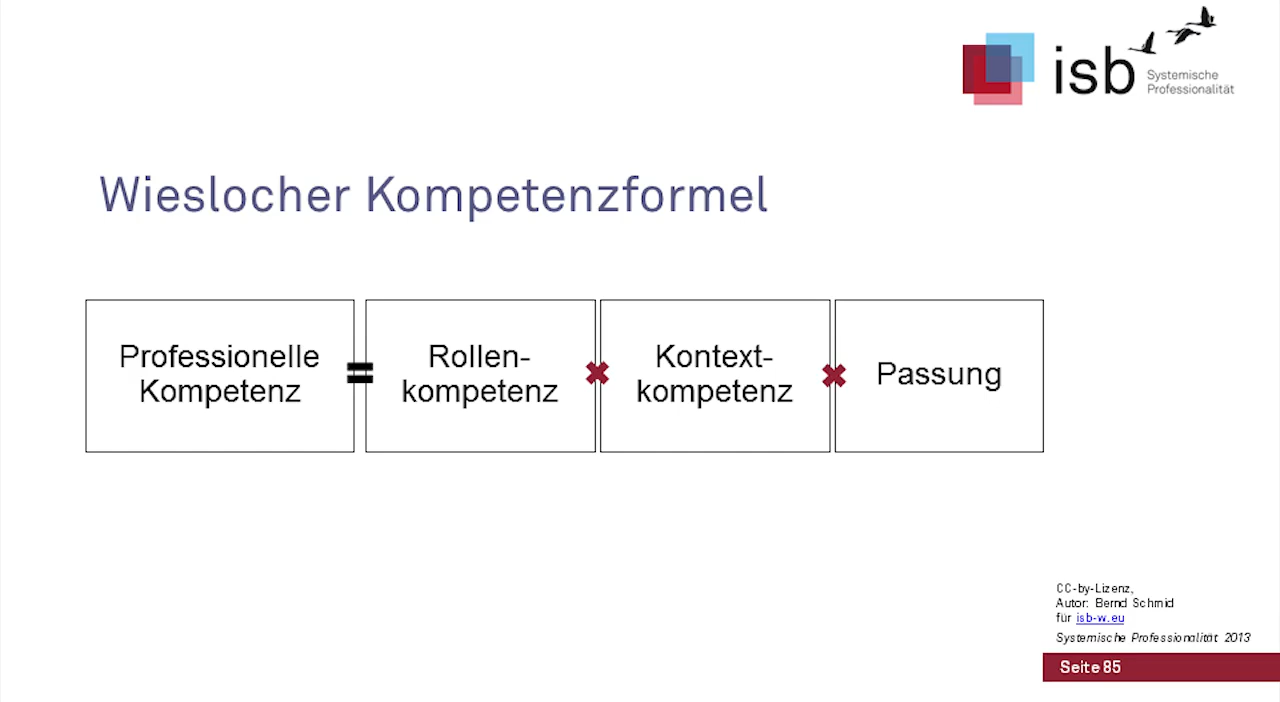 isb
Systemische
Professionalität
Wieslocher Kompetenzformel
Professionelle
Kompetenz
=
Rollen-
kompetenz
✖
Kontext-
kompetenz
✖
Passung
CC-by-Lizenz,
Autor: Bernd Schmid
für isb-w.eu
Systemische Professionalität 2013
Seite 85